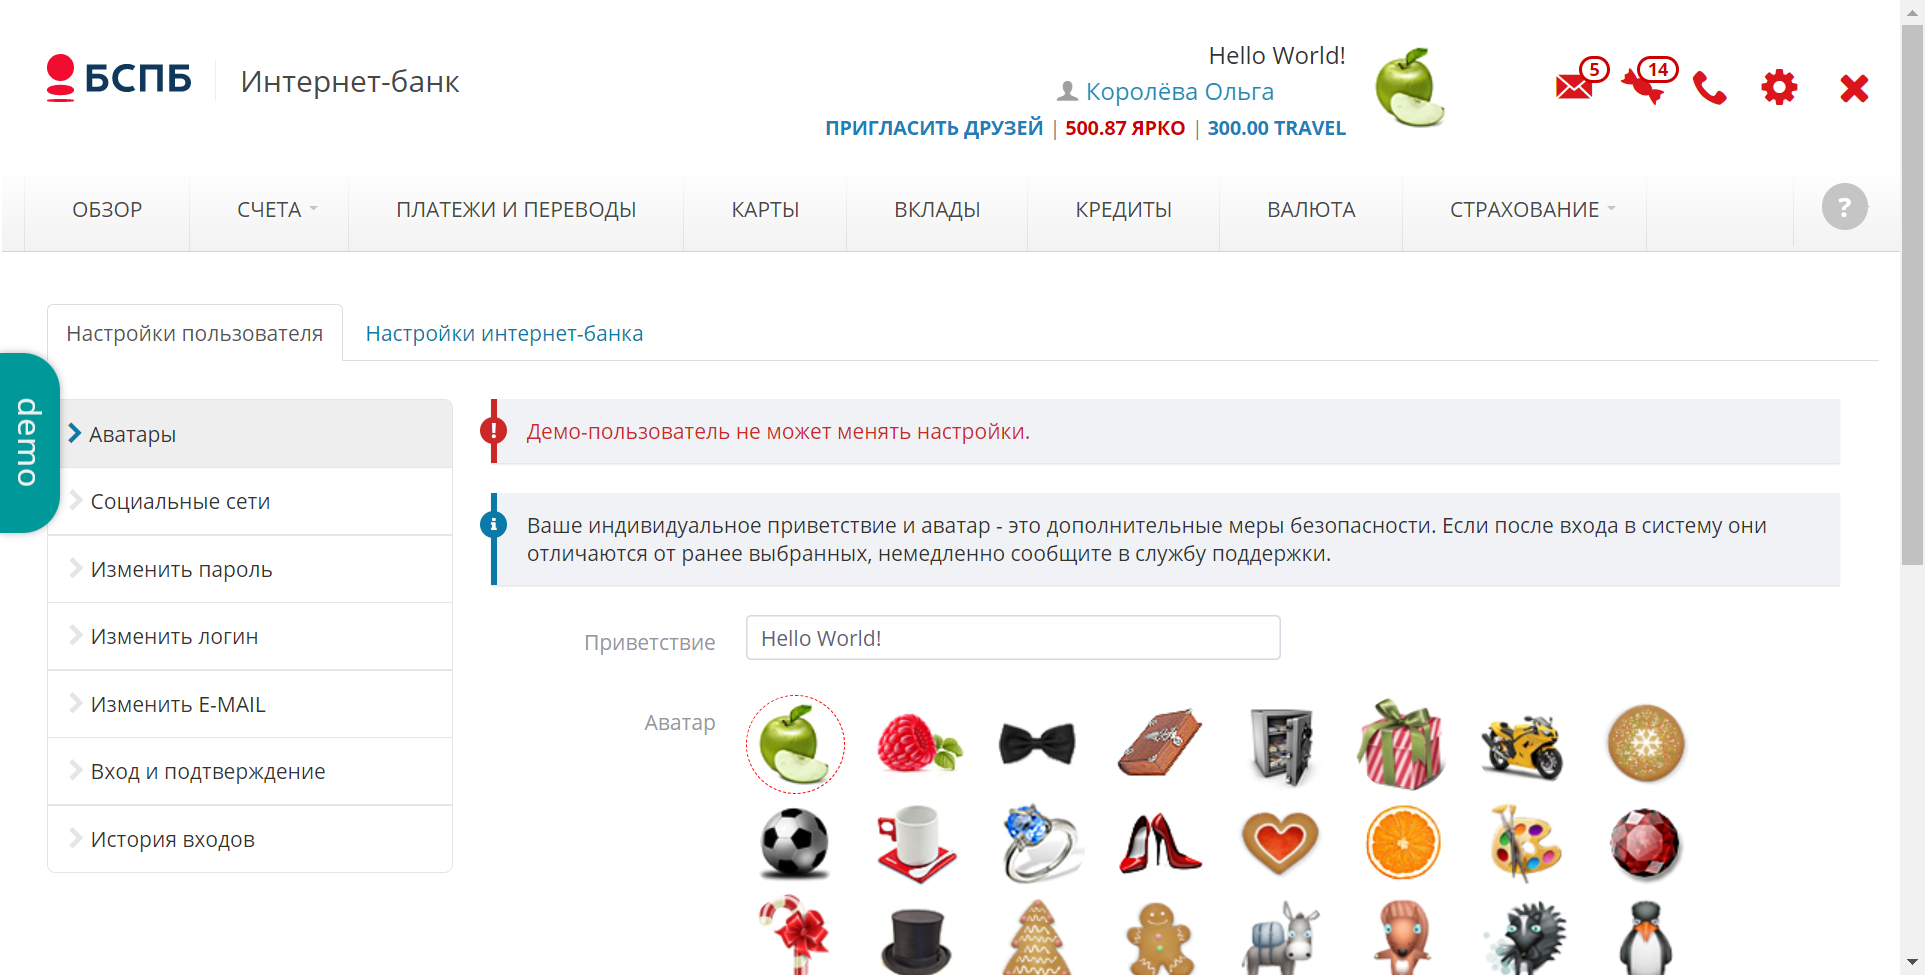 БСПБ
Интернет-банк
Hello World!
Королёва Ольга
ПРИГЛАСИТЬ ДРУЗЕЙ | 500.87 ЯРКО | 300.00 TRAVEL
5
14
ОБЗОР
СЧЕТА
ПЛАТЕЖИ И ПЕРЕВОДЫ
КАРТЫ
ВКЛАДЫ
КРЕДИТЫ
ВАЛЮТА
СТРАХОВАНИЕ
?
Настройки пользователя
Настройки интернет-банка
demo
Аватары
Социальные сети
Изменить пароль
Изменить логин
Изменить E-MAIL
Вход и подтверждение
История входов
Демо-пользователь не может менять настройки.
Ваше индивидуальное приветствие и аватар - это дополнительные меры безопасности. Если после входа в систему они
отличаются от ранее выбранных, немедленно сообщите в службу поддержки.
Приветствие
Hello World!
Аватар